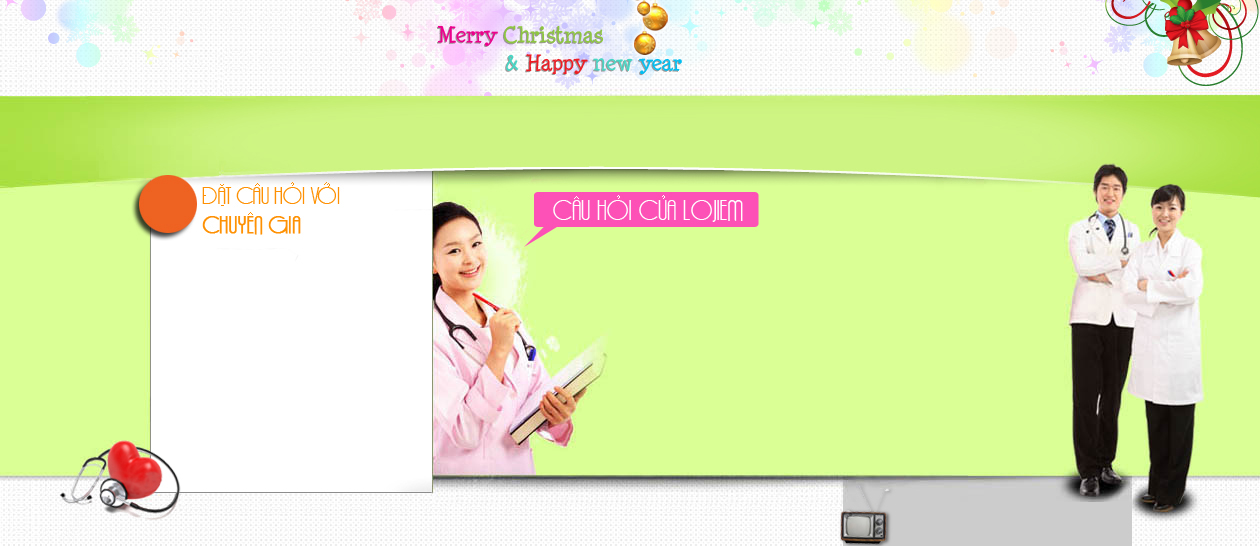 Merry Christmas
& Happy new year
ĐẶT CÂU HỎI VỚI
CHUYÊN GIA
CÂU HỎI CỦA LOJIEM